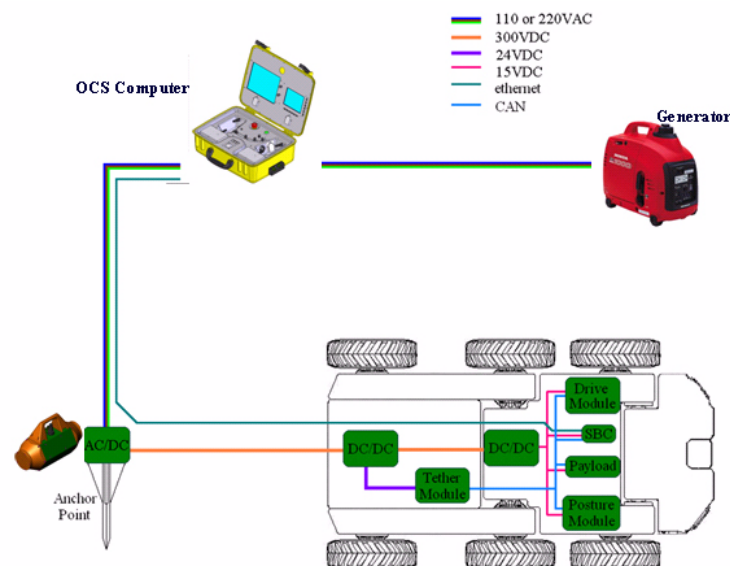 110 or 220VAC
300VDC
24VDC
15VDC
ethernet
CAN
OCS Computer
Generator
HONDA
Drive
Module
AC/DC
DC/DC
DC/DC
SBC
Tether
Module
Payload
Anchor
Point
Posture
Module